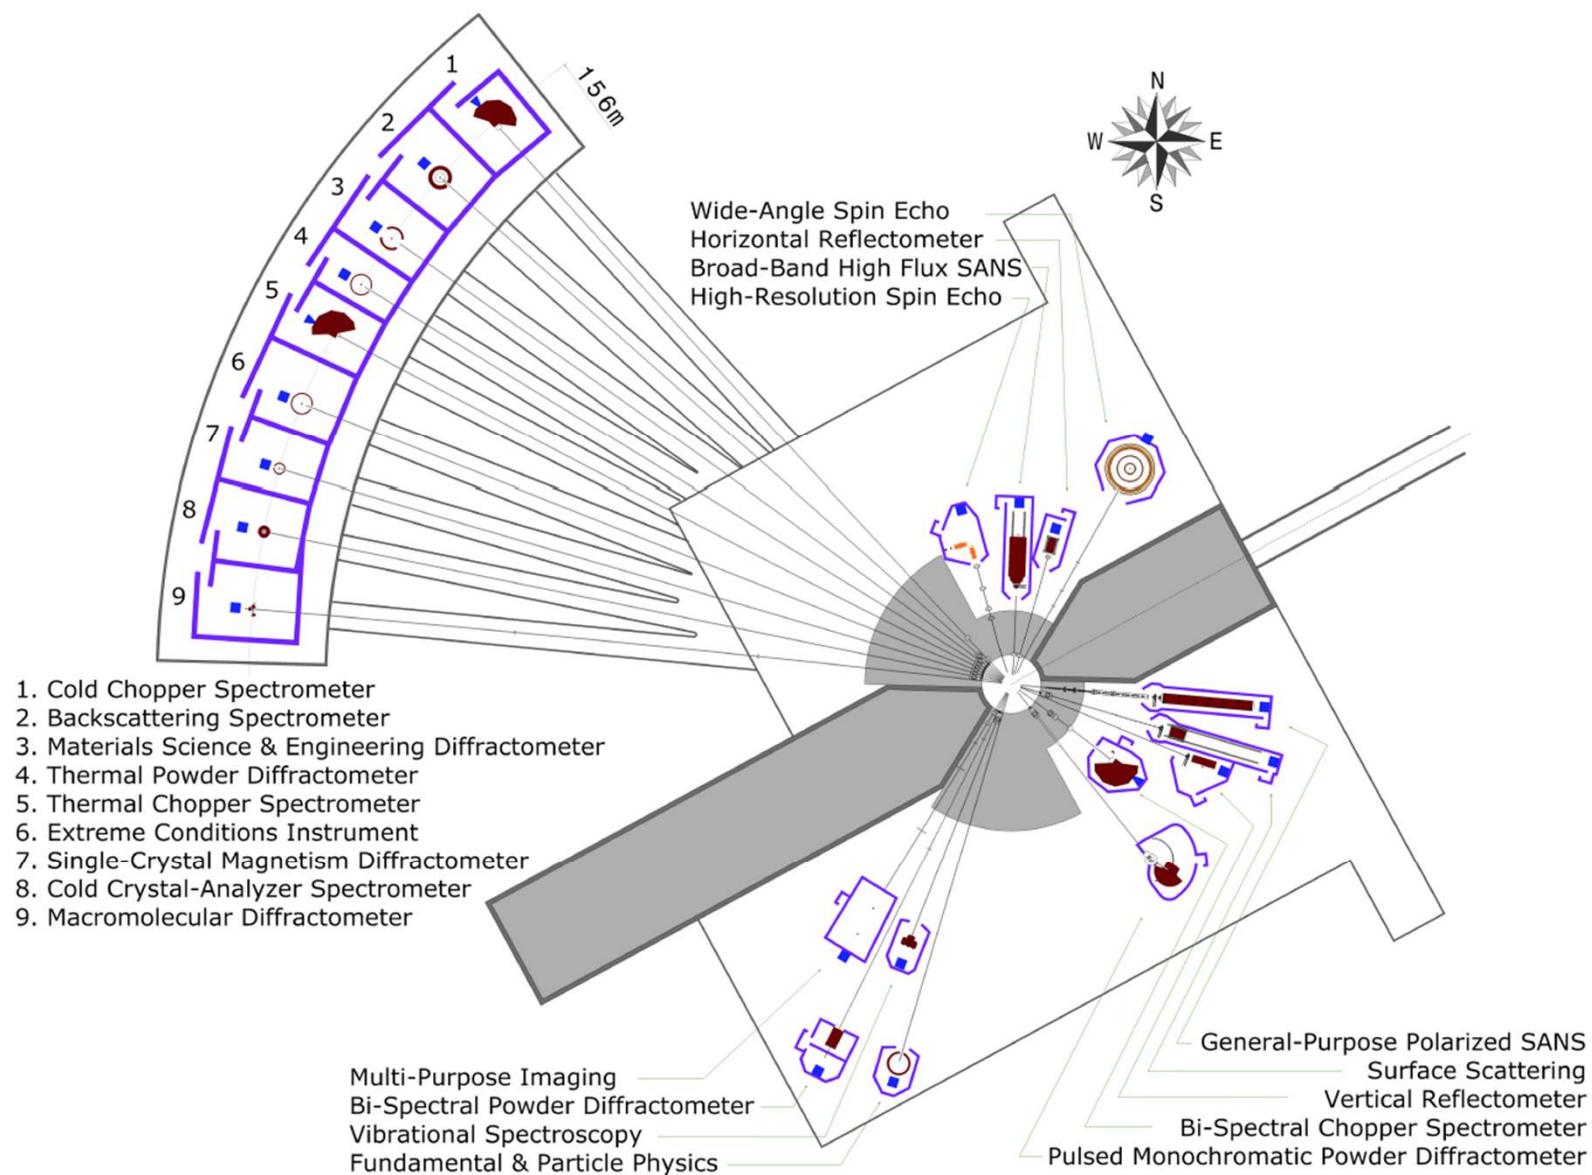 1
2
3
4
5
6
7
8
9
156m
N
W E
S
Wide-Angle Spin Echo
Horizontal Reflectometer
Broad-Band High Flux SANS
High-Resolution Spin Echo
1. Cold Chopper Spectrometer
2. Backscattering Spectrometer
3. Materials Science & Engineering Diffractometer
4. Thermal Powder Diffractometer
5. Thermal Chopper Spectrometer
6. Extreme Conditions Instrument
7. Single-Crystal Magnetism Diffractometer
8. Cold Crystal-Analyzer Spectrometer
9. Macromolecular Diffractometer
Multi-Purpose Imaging
Bi-Spectral Powder Diffractometer
Vibrational Spectroscopy
Fundamental & Particle Physics
General-Purpose Polarized SANS
Surface Scattering
Vertical Reflectometer
Bi-Spectral Chopper Spectrometer
Pulsed Monochromatic Powder Diffractometer